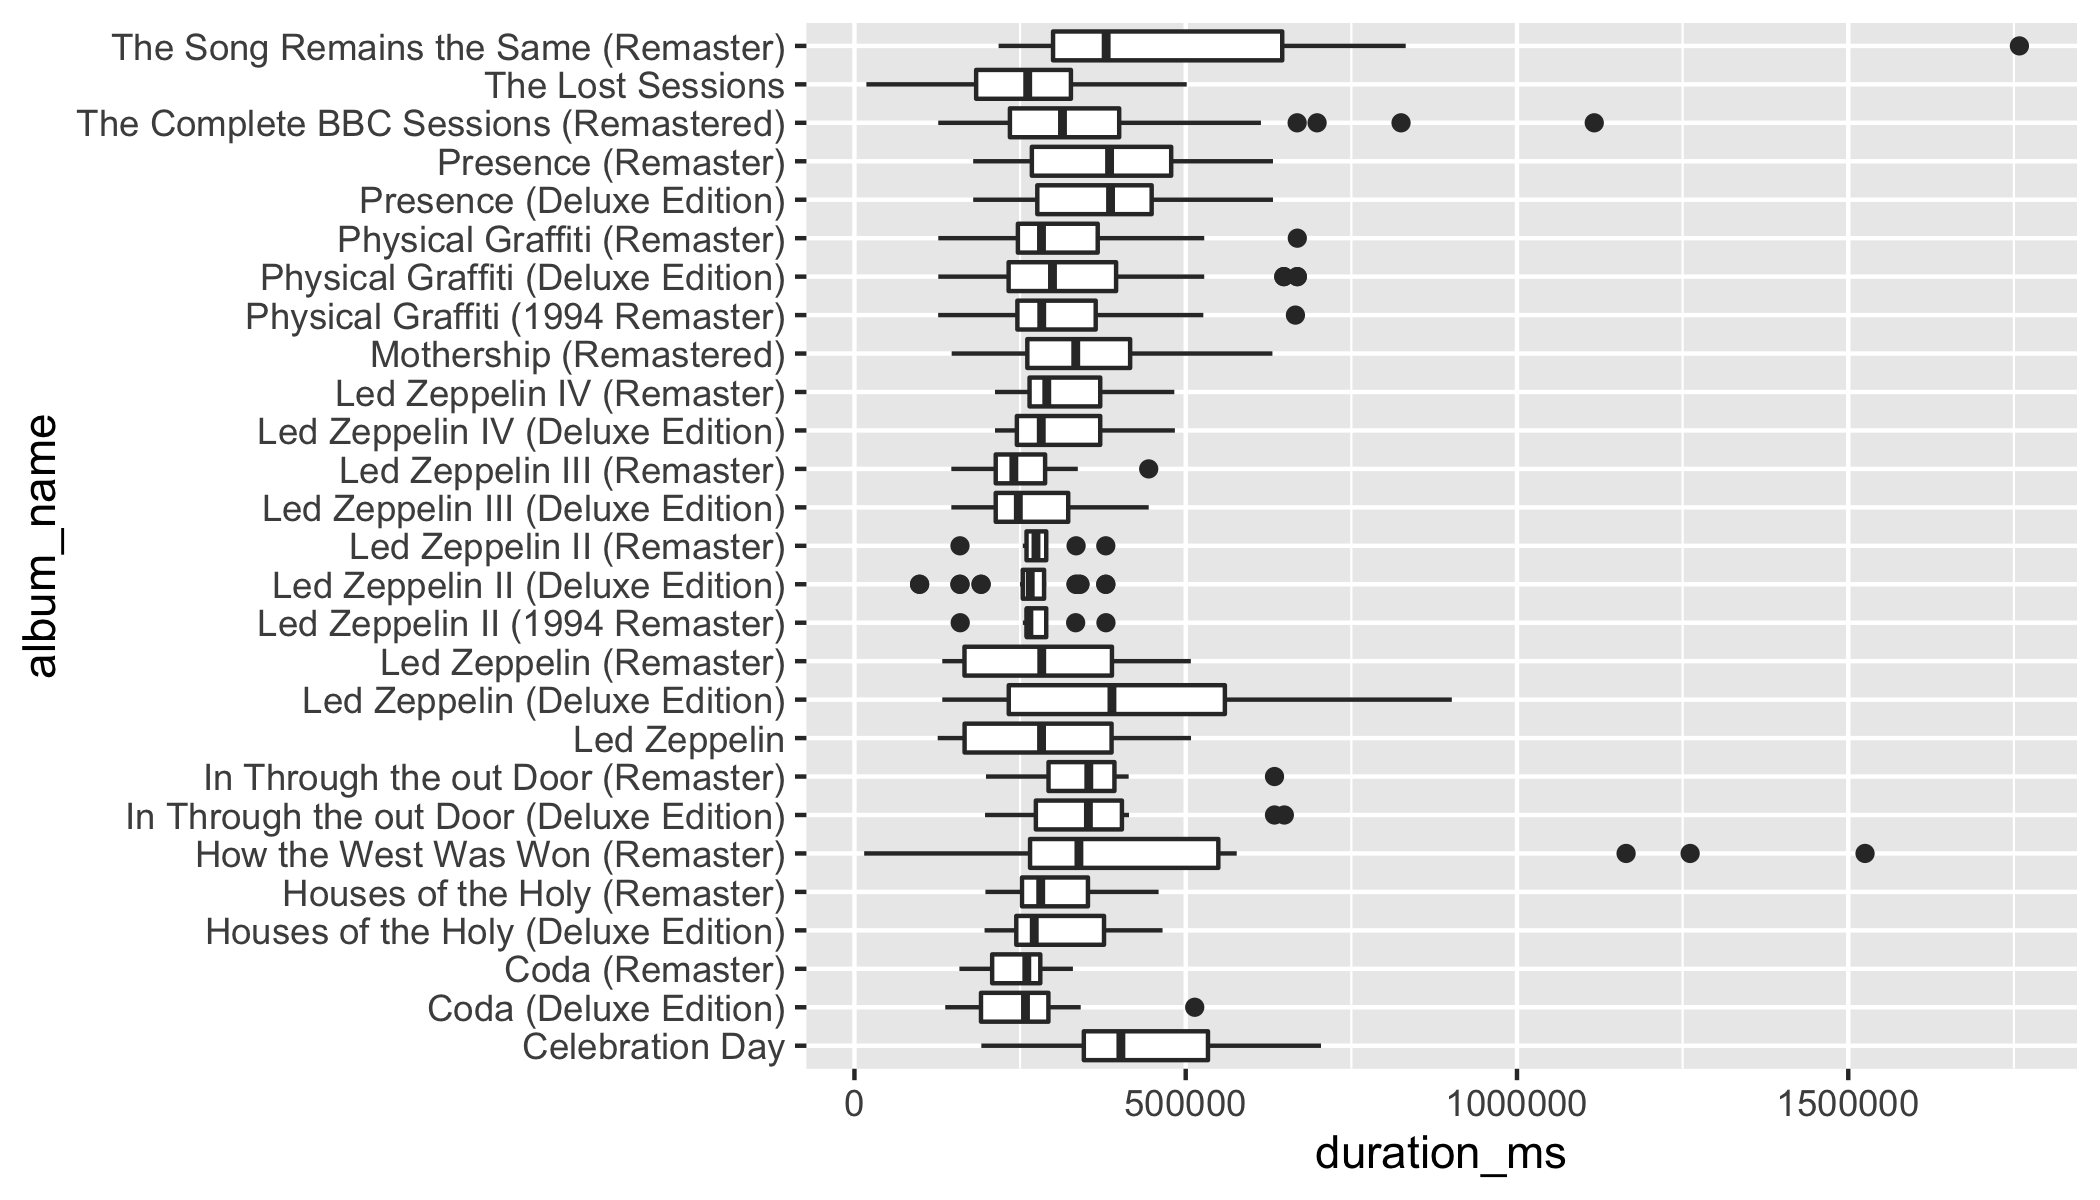 The Song Remains the Same (Remaster)
The Lost Sessions
The Complete BBC Sessions (Remastered)
Presence (Remaster)
Presence (Deluxe Edition)
Physical Graffiti (Remaster)
Physical Graffiti (Deluxe Edition)
Physical Graffiti (1994 Remaster)
Mothership (Remastered)
Led Zeppelin IV (Remaster)
Led Zeppelin IV (Deluxe Edition)
Led Zeppelin III (Remaster)
Led Zeppelin III (Deluxe Edition)
Led Zeppelin II (Remaster)
Led Zeppelin II (Deluxe Edition)
Led Zeppelin II (1994 Remaster)
Led Zeppelin (Remaster)
Led Zeppelin (Deluxe Edition)
Led Zeppelin
In Through the out Door (Remaster)
In Through the out Door (Deluxe Edition)
How the West Was Won (Remaster)
Houses of the Holy (Remaster)
Houses of the Holy (Deluxe Edition)
Coda (Remaster)
Coda (Deluxe Edition)
Celebration Day
album_name
0 500000 1000000 1500000
duration_ms